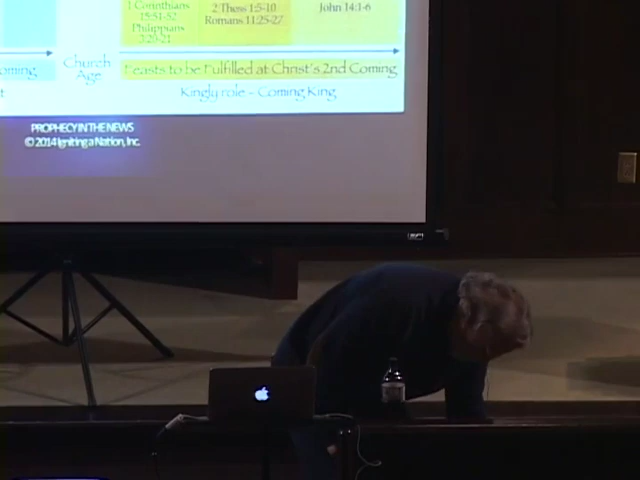 1 Corinthians
15:51-52
Philippians
3:20-21
2 Thess 1:5-10
Romans 11:25-27
John 14:1-6
oming
Church
Age
Feasts to be Fulfilled at Christ's 2nd Coming
t
Kingly role – Coming King
PROPHECY IN THE NEWS
© 2014 Igniting a Nation, Inc.